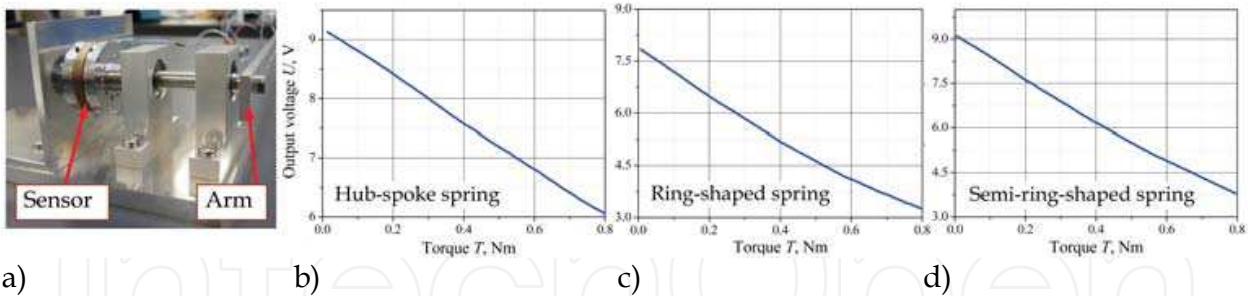 Sensor
Arm
a)
Output voltage U, V
9
8
7
6
Hub-spoke spring
0.0 0.2 0.4 0.6 0.8
Torque T, Nm
b)
9.0
7.5
6.0
4.5
3.0
Ring-shaped spring
0.0 0.2 0.4 0.6 0.8
Torque T, Nm
c)
9.0
7.5
6.0
4.5
3.0
Semi-ring-shaped spring
0.0 0.2 0.4 0.6 0.8
Torque T, Nm
d)
IntechOpen